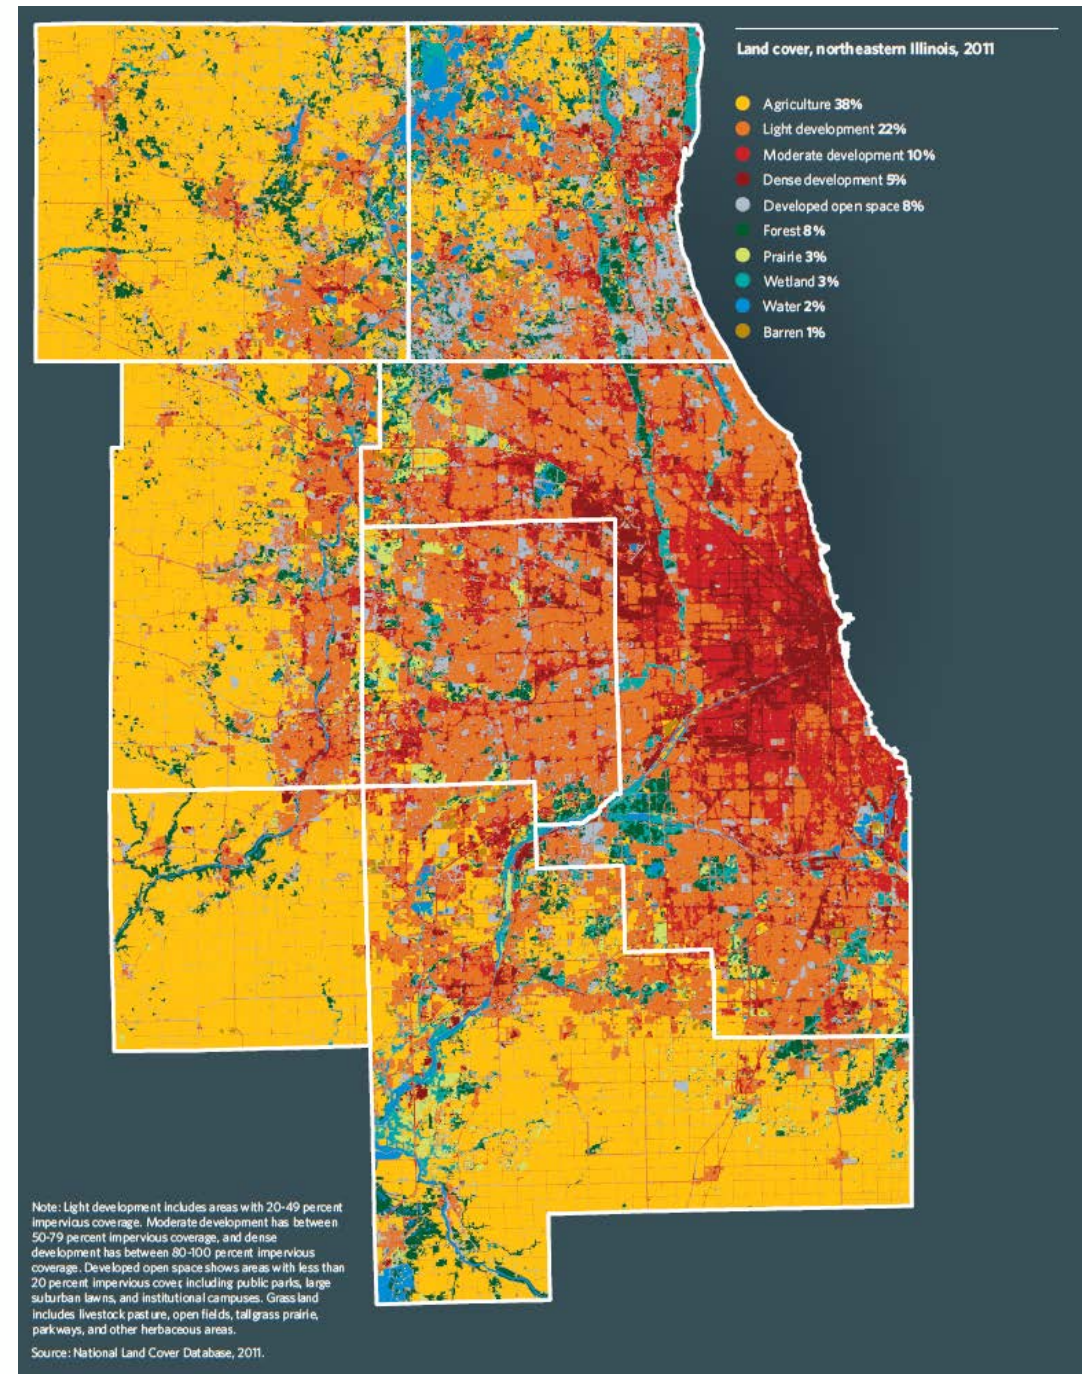 Land cover, northeastern Illinois, 2011
Agriculture 38%
Light development 22%
Moderate development 10%
Dense development 5%
Developed open space 8%
Forest 8%
Prairie 3%
Wetland 3%
Water 2%
Barren 1%
Note: Light development includes areas with 20-49 percent
impervious coverage. Moderate development has between
50-79 percent impervious coverage, and dense
development has between 80-100 percent impervious
coverage. Developed open space shows areas with less than
20 percent impervious cover, including public parks, large
suburban lawns, and institutional campuses. Grassland
includes livestock pasture, open fields, tallgrass prairie,
parkways, and other herbaceous areas.
Source: National Land Cover Database, 2011.